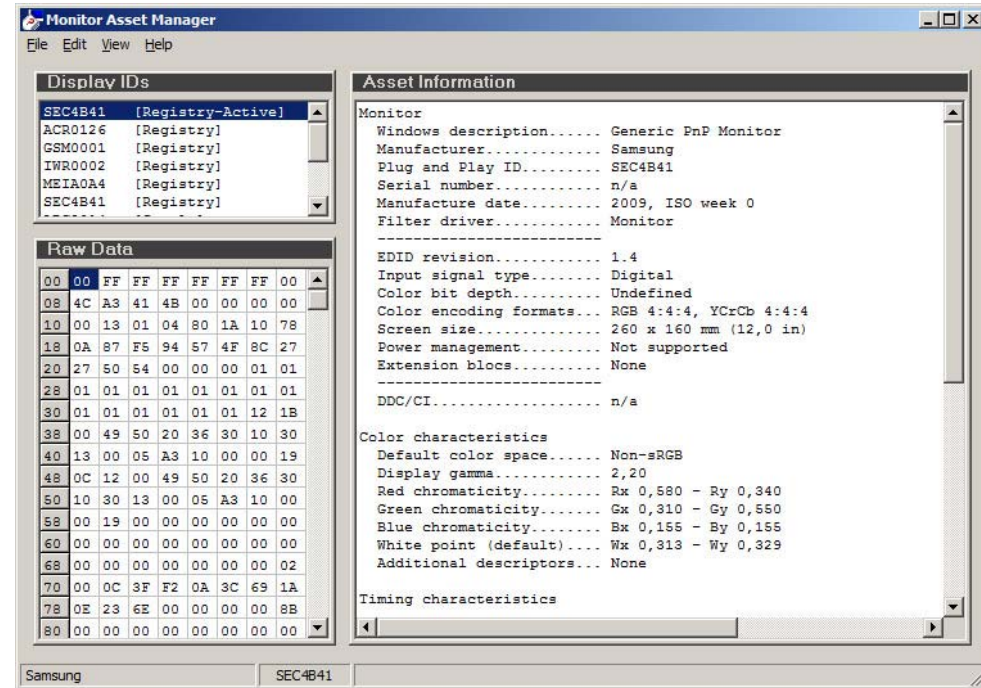 Monitor Asset Manager
File Edit View Help
Display IDs
SEC4B41 [Registry-Active]
ACR0126 [Registry]
GSM0001 [Registry]
IWR0002 [Registry]
MEIA0A4 [Registry]
SEC4B41 [Registry]
Raw Data
00 00 FF FF FF FF FF FF 00
08 4C A3 41 4B 00 00 00 00
10 00 13 01 04 80 1A 10 78
18 0A 87 F5 94 57 4F 8C 27
20 27 50 54 00 00 00 01 01
28 01 01 01 01 01 01 01 01
30 01 01 01 01 01 01 12 1B
38 00 49 50 20 36 30 10 30
40 13 00 05 A3 10 00 00 19
48 0C 12 00 49 50 20 36 30
50 10 30 13 00 05 A3 10 00
58 00 19 00 00 00 00 00 00
60 00 00 00 00 00 00 00 00
68 00 00 00 00 00 00 00 02
70 00 0C 3F F2 0A 3C 69 1A
78 0E 23 6E 00 00 00 00 8B
80 00 00 00 00 00 00 00 00
Asset Information
Monitor
Windows description...... Generic PnP Monitor
Manufacturer............. Samsung
Plug and Play ID......... SEC4B41
Serial number............ n/a
Manufacture date......... 2009, ISO week 0
Filter driver............ Monitor
-------------------------
EDID revision............ 1.4
Input signal type........ Digital
Color bit depth.......... Undefined
Color encoding formats... RGB 4:4:4, YCrCb 4:4:4
Screen size.............. 260 x 160 mm (12,0 in)
Power management......... Not supported
Extension blocs.......... None
-------------------------
DDC/CI................... n/a
Color characteristics
Default color space...... Non-sRGB
Display gamma............ 2,20
Red chromaticity......... Rx 0,580 - Ry 0,340
Green chromaticity....... Gx 0,310 - Gy 0,550
Blue chromaticity........ Bx 0,155 - By 0,155
White point (default).... Wx 0,313 - Wy 0,329
Additional descriptors... None
Timing characteristics
Samsung SEC4B41